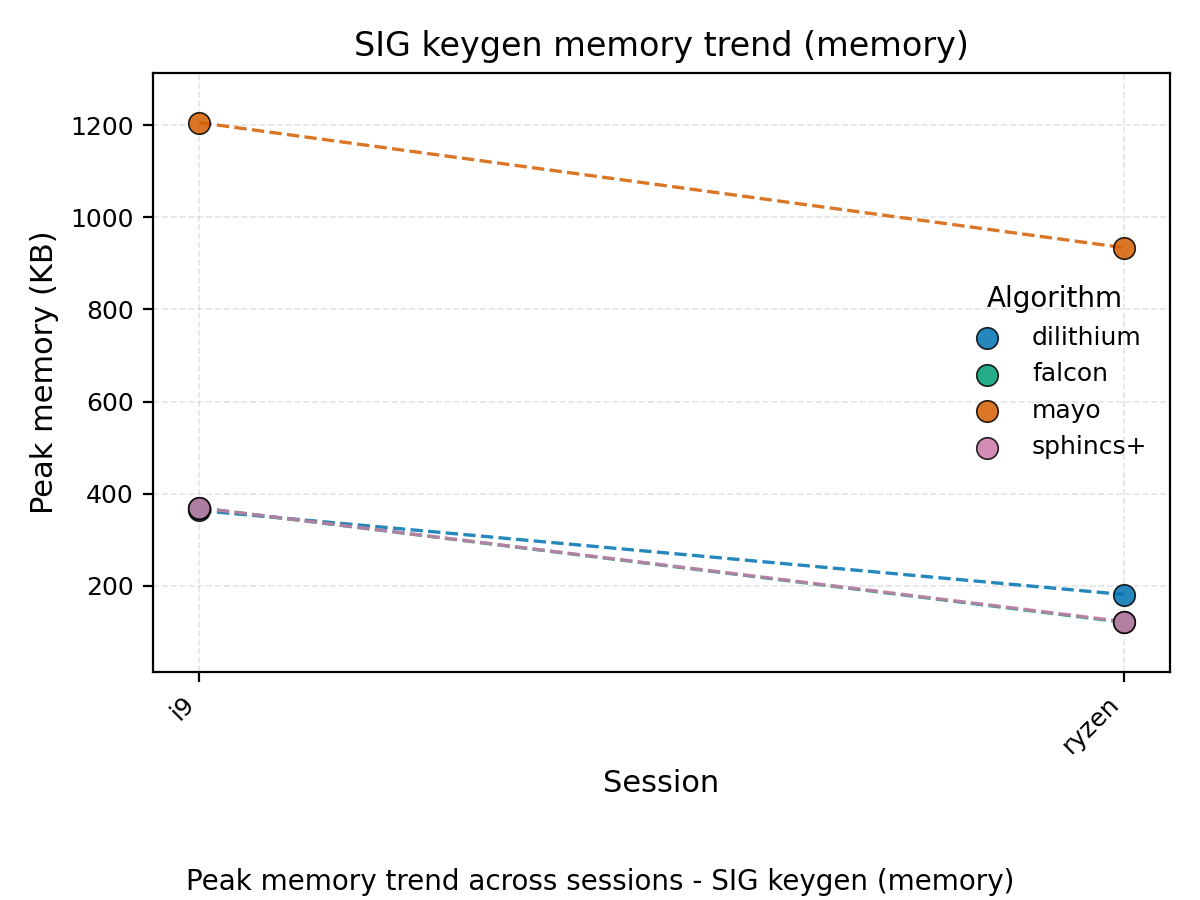 SIG keygen memory trend (memory)
Peak memory (KB)
1200
1000
800
600
400
200
Algorithm
dilithium
falcon
mayo
sphincs+
i9
ryzen
Session
Peak memory trend across sessions - SIG keygen (memory)